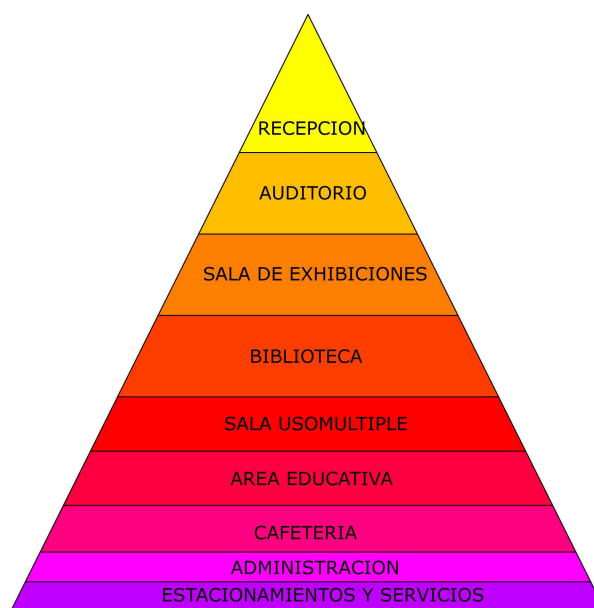 RECEPCION
AUDITORIO
SALA DE EXHIBICIONES
BIBLIOTECA
SALA USOMULTIPLE
AREA EDUCATIVA
CAFETERIA
ADMINISTRACION
ESTACIONAMIENTOS Y SERVICIOS